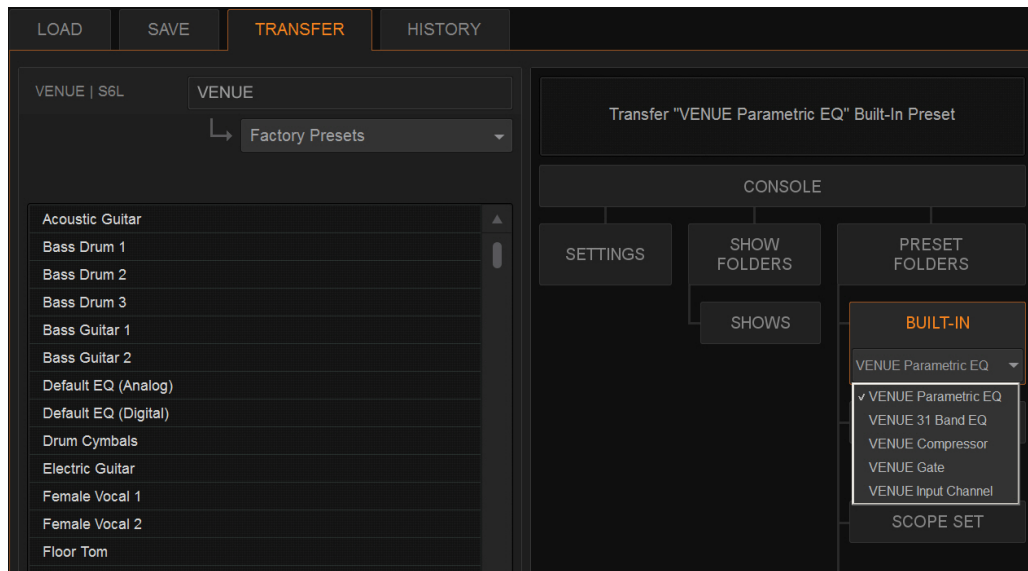 LOAD
SAVE
TRANSFER
HISTORY
VENUE | S6L
VENUE
Factory Presets
Acoustic Guitar
Bass Drum 1
Bass Drum 2
Bass Drum 3
Bass Guitar 1
Bass Guitar 2
Default EQ (Analog)
Default EQ (Digital)
Drum Cymbals
Electric Guitar
Female Vocal 1
Female Vocal 2
Floor Tom
Transfer "VENUE Parametric EQ" Built-In Preset
CONSOLE
SETTINGS
SHOW
FOLDERS
PRESET
FOLDERS
SHOWS
BUILT-IN
VENUE Parametric EQ
VENUE Parametric EQ
VENUE 31 Band EQ
VENUE Compressor
VENUE Gate
VENUE Input Channel
SCOPE SET